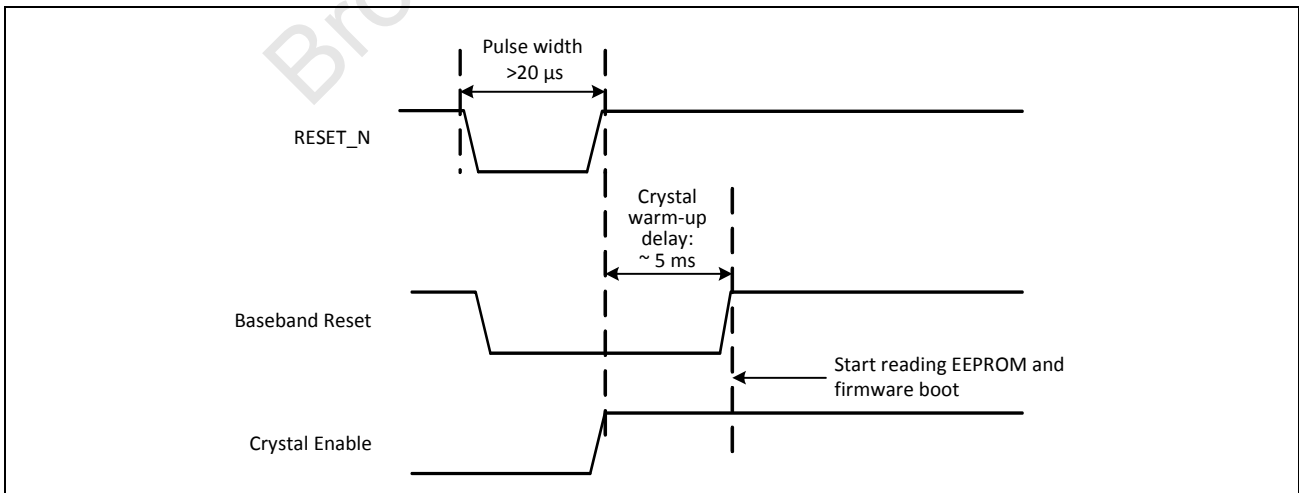 Bro
Pulse width
>20 μs
RESET_N
Crystal
warm-up
delay:
~ 5 ms
Baseband Reset
Start reading EEPROM and
firmware boot
Crystal Enable